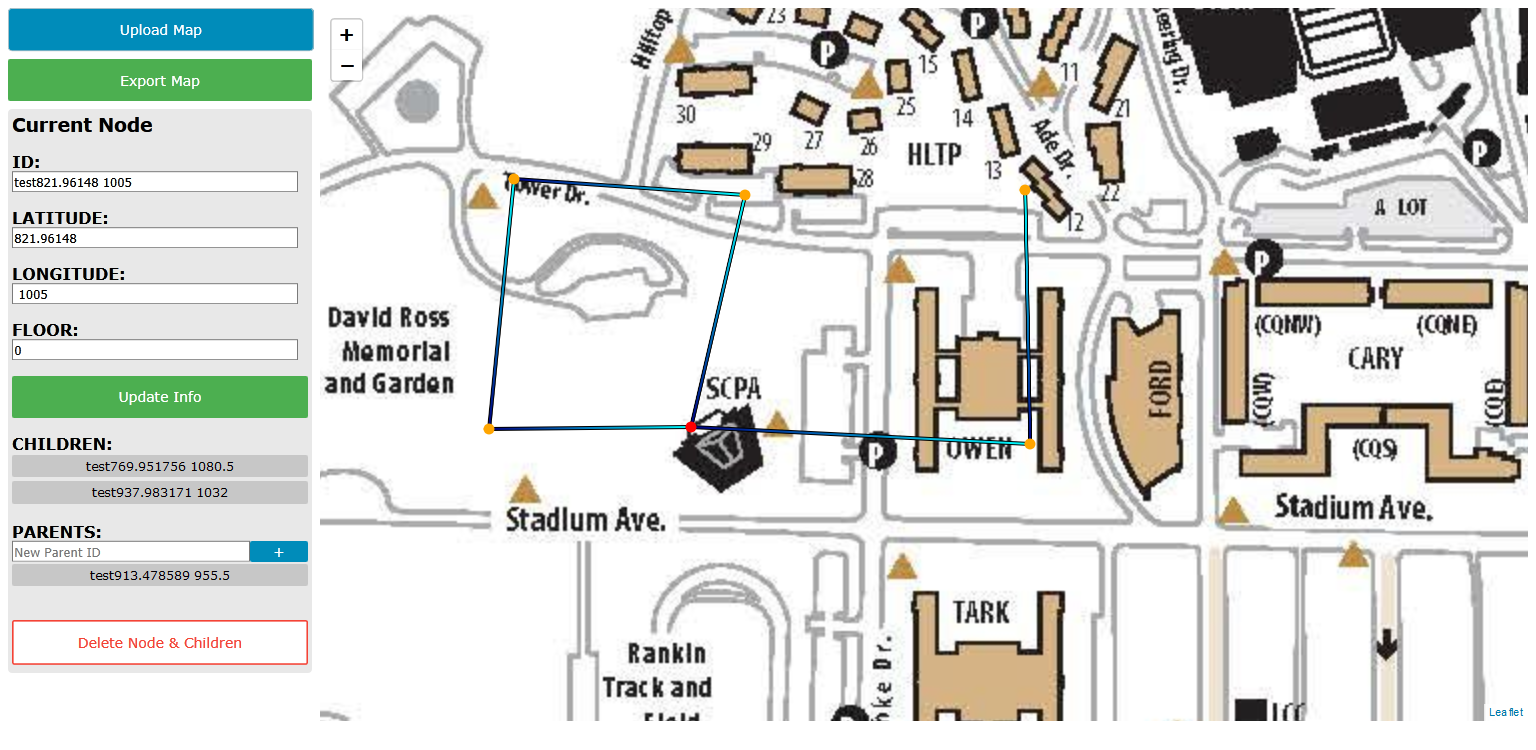 Upload Map
Export Map
Current Node
ID:
test821.96148 1005
LATITUDE:
821.96148
LONGITUDE:
1005
FLOOR:
0
Update Info
CHILDREN:
test769.951756 1080.5
test937.983171 1032
PARENTS:
New Parent ID
+
test913.478589 955.5
Delete Node & Children
+
−
Hilltop
23
P
P
15
11
30
25
14
21
27
26
29
HLTP
13
Ade Dr.
28
22
12
Tower Dr.
eering Dr.
P
A LOT
P
David Ross
Memorial
and Garden
SCPA
P
OWEN
FORD
(CQNW)
(CQNE)
CARY
(CQW)
(CQE)
(CQS)
Stadium Ave.
Stadium Ave.
TARK
Rankin
Track and
Field
oke Dr.
Leaflet